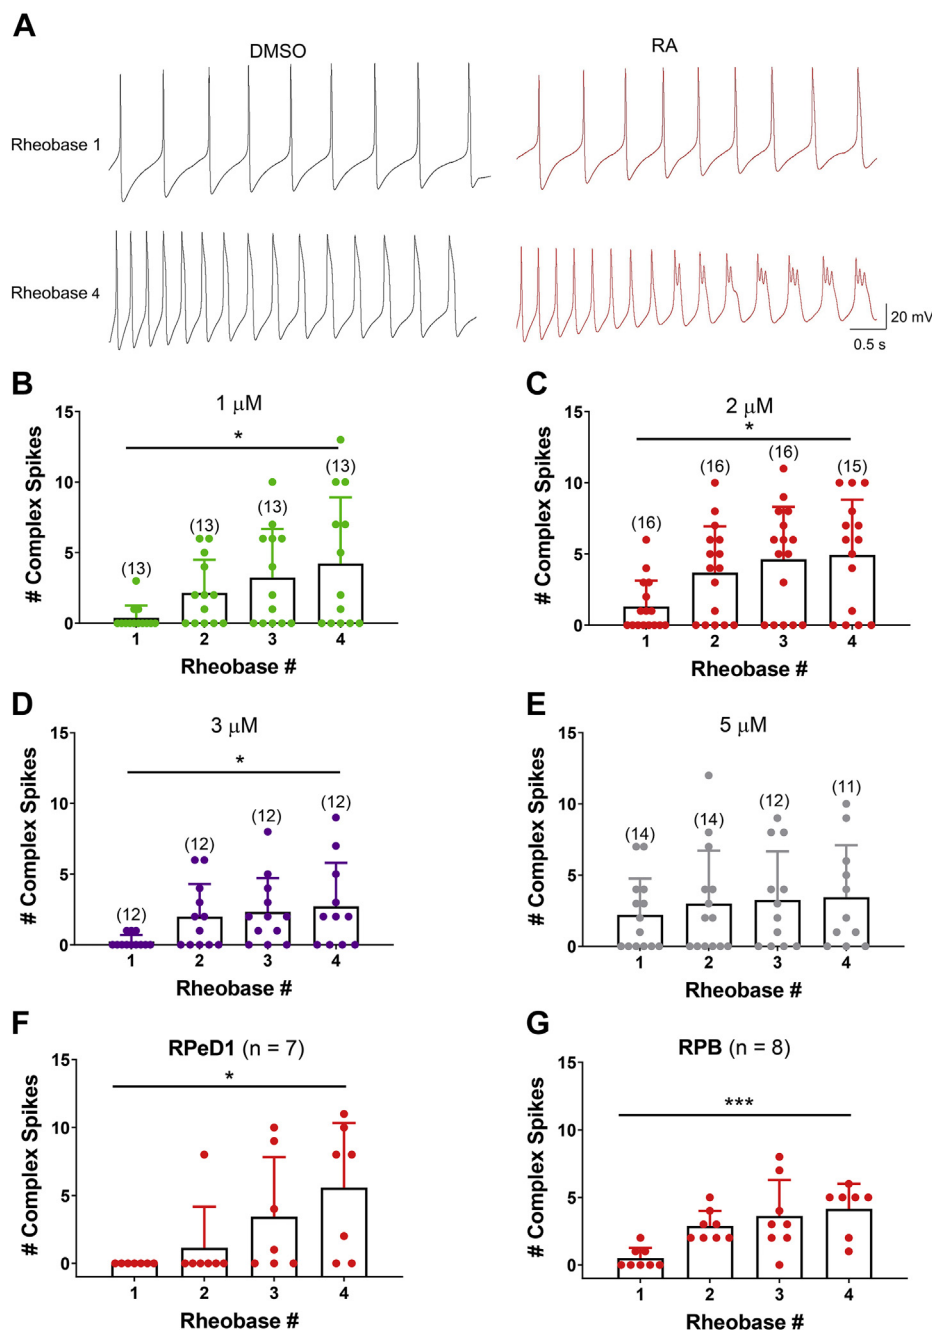 A
DMSO
RA
Rheobase 1
Rheobase 4
20 mV
0.5 s
B
1 μM
15
10
5
0
# Complex Spikes
*
(13)
(13)
(13)
(13)
1 2 3 4
Rheobase #
C
2 μM
15
10
5
0
# Complex Spikes
*
(16)
(16)
(16)
(15)
1 2 3 4
Rheobase #
D
3 μM
15
10
5
0
# Complex Spikes
*
(12)
(12)
(12)
(12)
1 2 3 4
Rheobase #
E
5 μM
15
10
5
0
# Complex Spikes
(14)
(14)
(12)
(11)
1 2 3 4
Rheobase #
F
RPeD1 (n = 7)
15
10
5
0
# Complex Spikes
*
1 2 3 4
Rheobase #
G
RPB (n = 8)
15
10
5
0
# Complex Spikes
***
1 2 3 4
Rheobase #